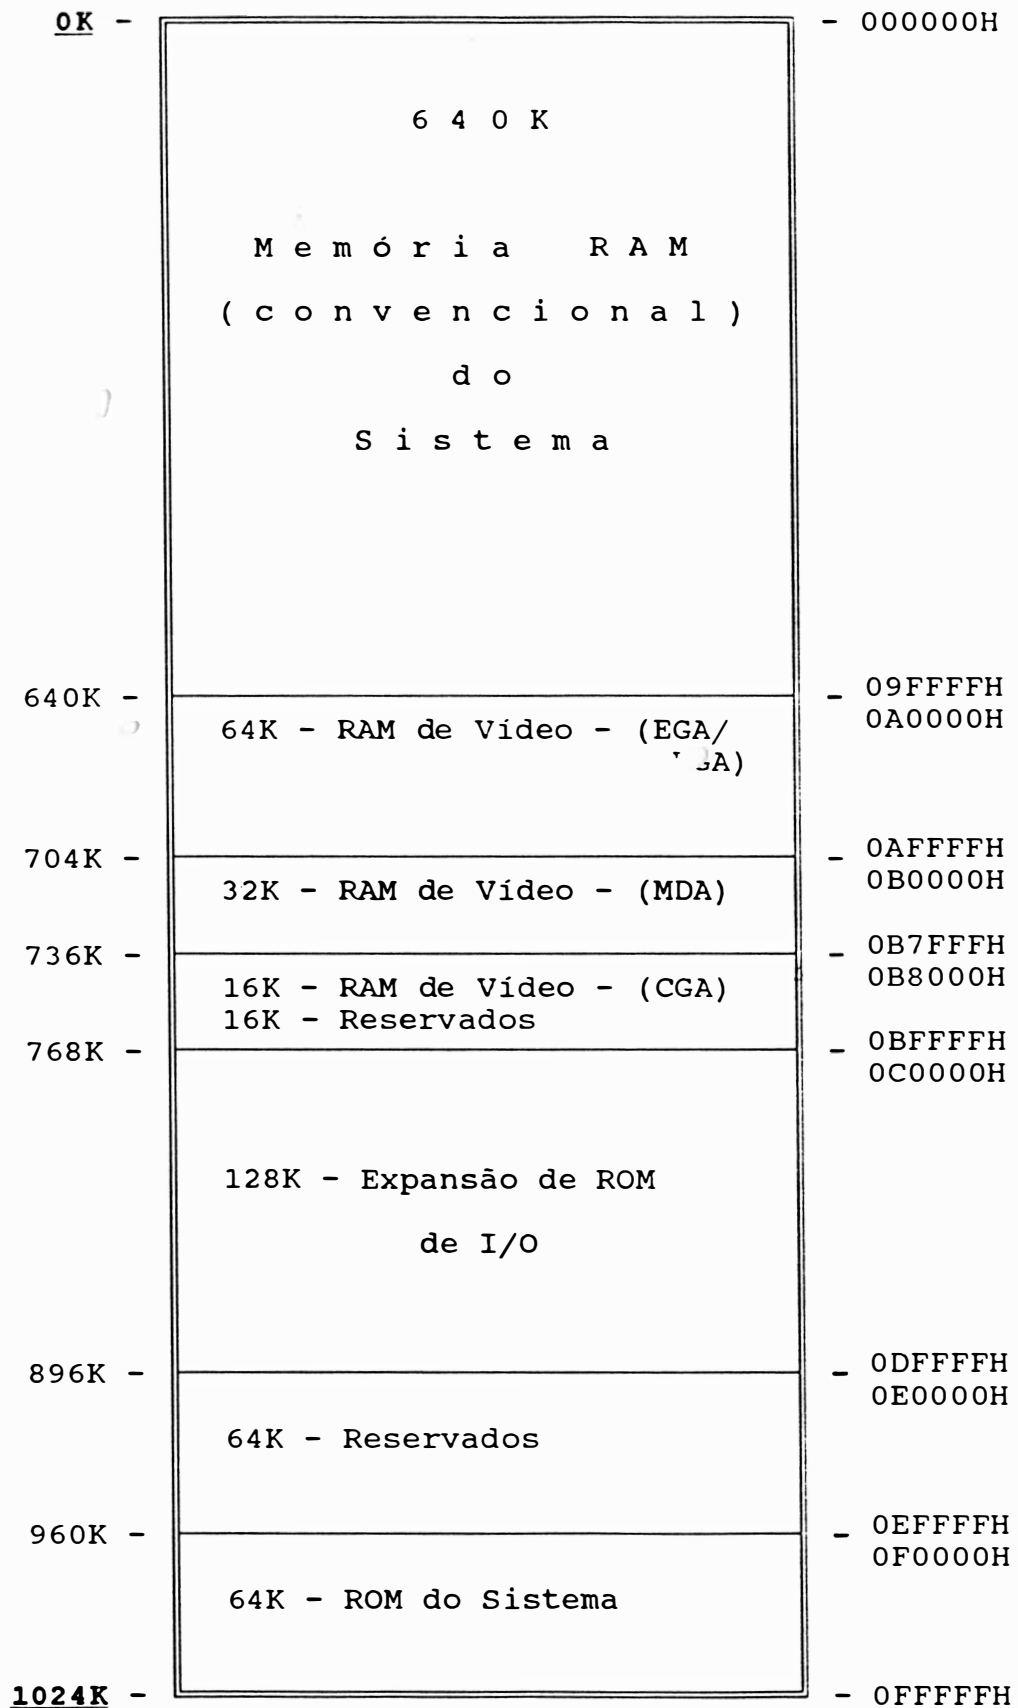 0K - - 000000H
6 4 0 K
M e m ó r i a R A M
( c o n v e n c i o n a l )
d o
S i s t e m a
640K - - 09FFFFH
0A0000H
64K - RAM de Vídeo - (EGA/
704K - - 0AFFFFH
0B0000H
32K - RAM de Vídeo - (MDA)
736K - - 0B7FFFH
0B8000H
16K - RAM de Vídeo - (CGA)
16K - Reservados
768K - - 0BFFFFH
0C0000H
128K - Expansão de ROM
de I/O
896K - - 0DFFFFH
0E0000H
64K - Reservados
960K - - 0EFFFFH
0F0000H
64K - ROM do Sistema
1024K - - 0FFFFFH